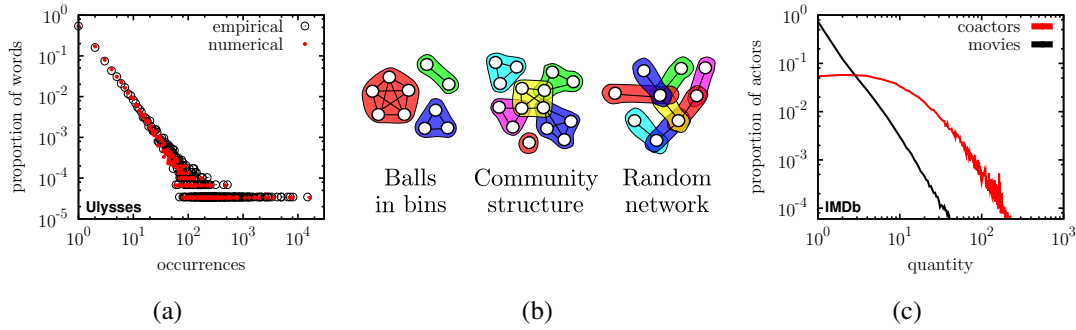 proportion of words
10^0
10^-1
10^-2
10^-3
10^-4
10^-5
empirical
numerical
Ulysses
10^0 10^1 10^2 10^3 10^4
occurrences
(a)
Balls
in bins
Community
structure
Random
network
(b)
proportion of actors
10^0
10^-1
10^-2
10^-3
10^-4
coactors
movies
IMDb
10^0 10^1 10^2 10^3
quantity
(c)